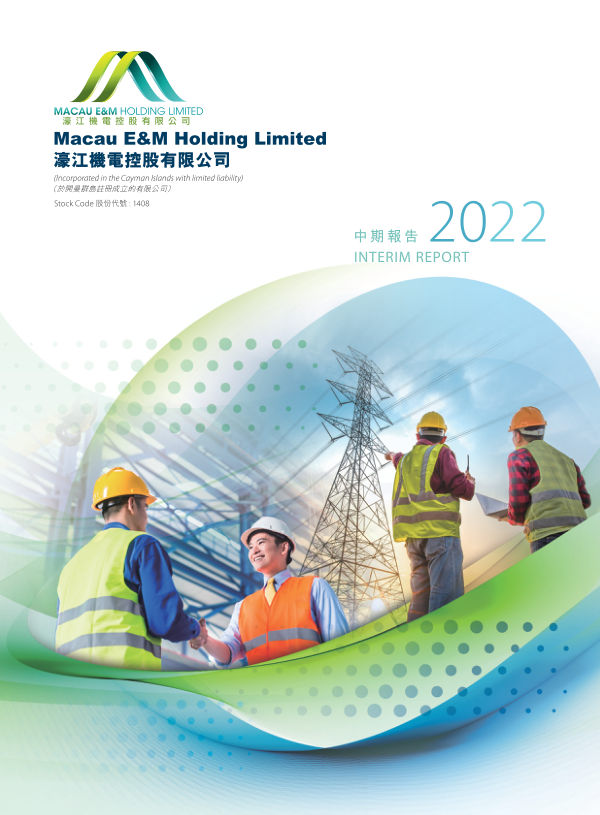 MACAU E&M HOLDING LIMITED
濠江機電控股有限公司
Macau E&M Holding Limited
濠江機電控股有限公司
(Incorporated in the Cayman Islands with limited liability)
（於開曼群島註冊成立的有限公司）
Stock Code 股份代號 : 1408
中期報告 2022
INTERIM REPORT